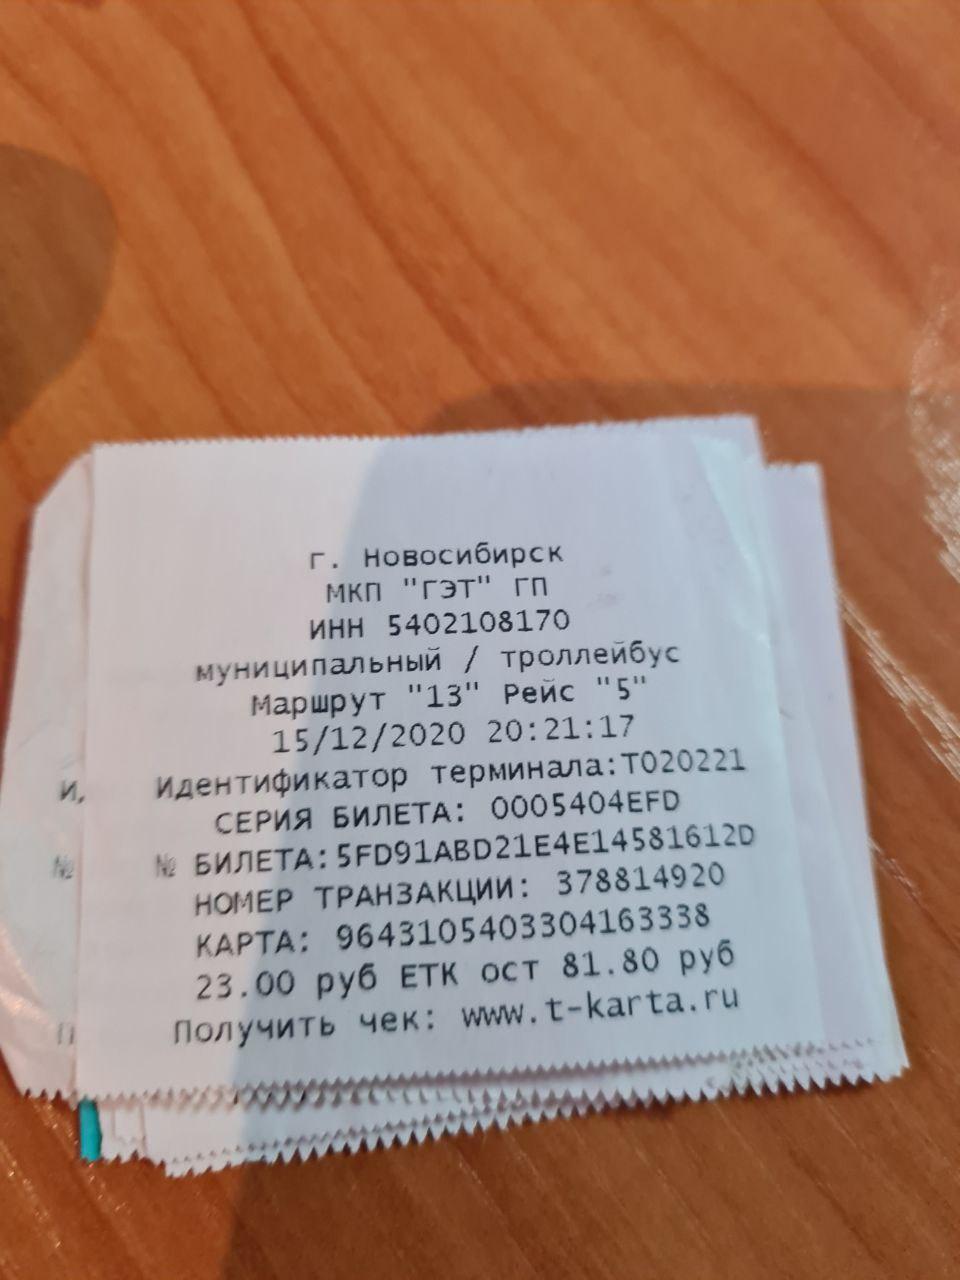 г. Новосибирск
МКП "ГЭТ" ГП
ИНН 5402108170
муниципальный / троллейбус
Маршрут "13" Рейс "5"
15/12/2020 20:21:17
Идентификатор терминала:T020221
СЕРИЯ БИЛЕТА: 0005404EFD
№ БИЛЕТА:5FD91ABD21E4E14581612D
НОМЕР ТРАНЗАКЦИИ: 378814920
КАРТА: 9643105403304163338
23.00 руб ЕТК ост 81.80 руб
Получить чек: www.t-karta.ru
И,
№
П